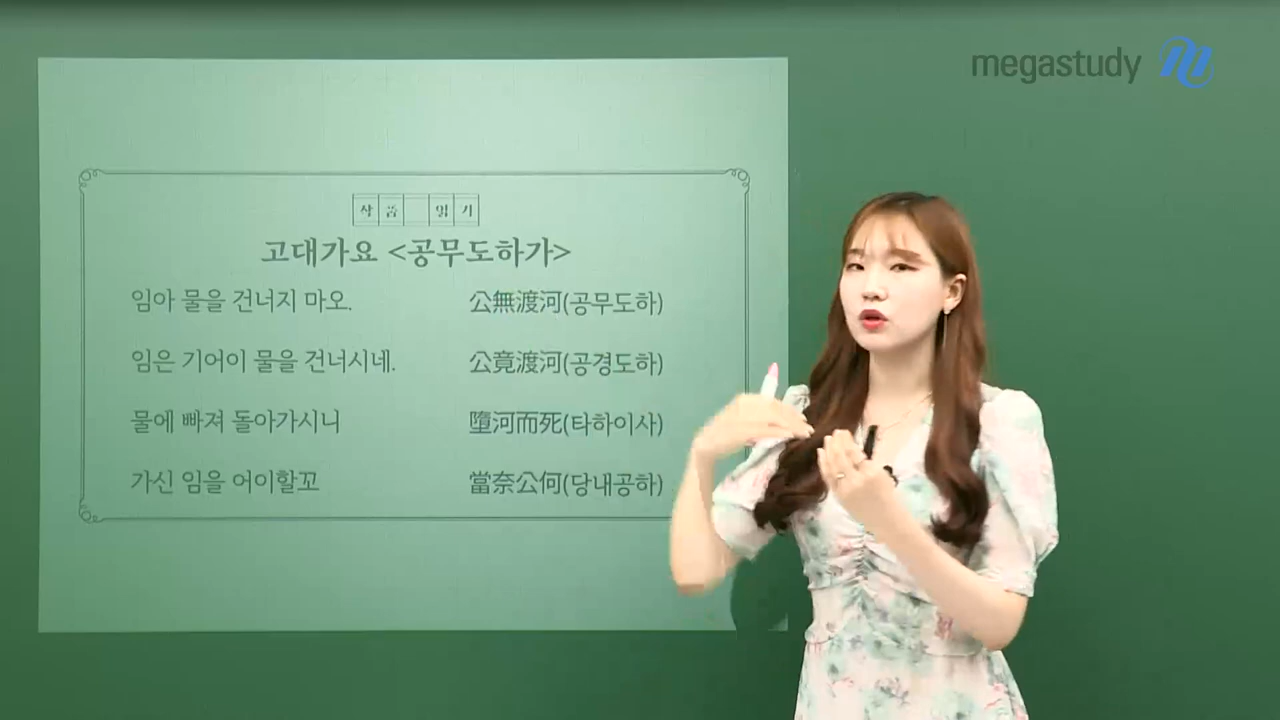 megastudy
작품 읽기
고대가요 <공무도하가>
임아 물을 건너지 마오. 公無渡河(공무도하)
임은 기어이 물을 건너시네. 公竟渡河(공경도하)
물에 빠져 돌아가시니 墮河而死(타하이사)
가신 임을 어이할꼬 當奈公何(당내공하)